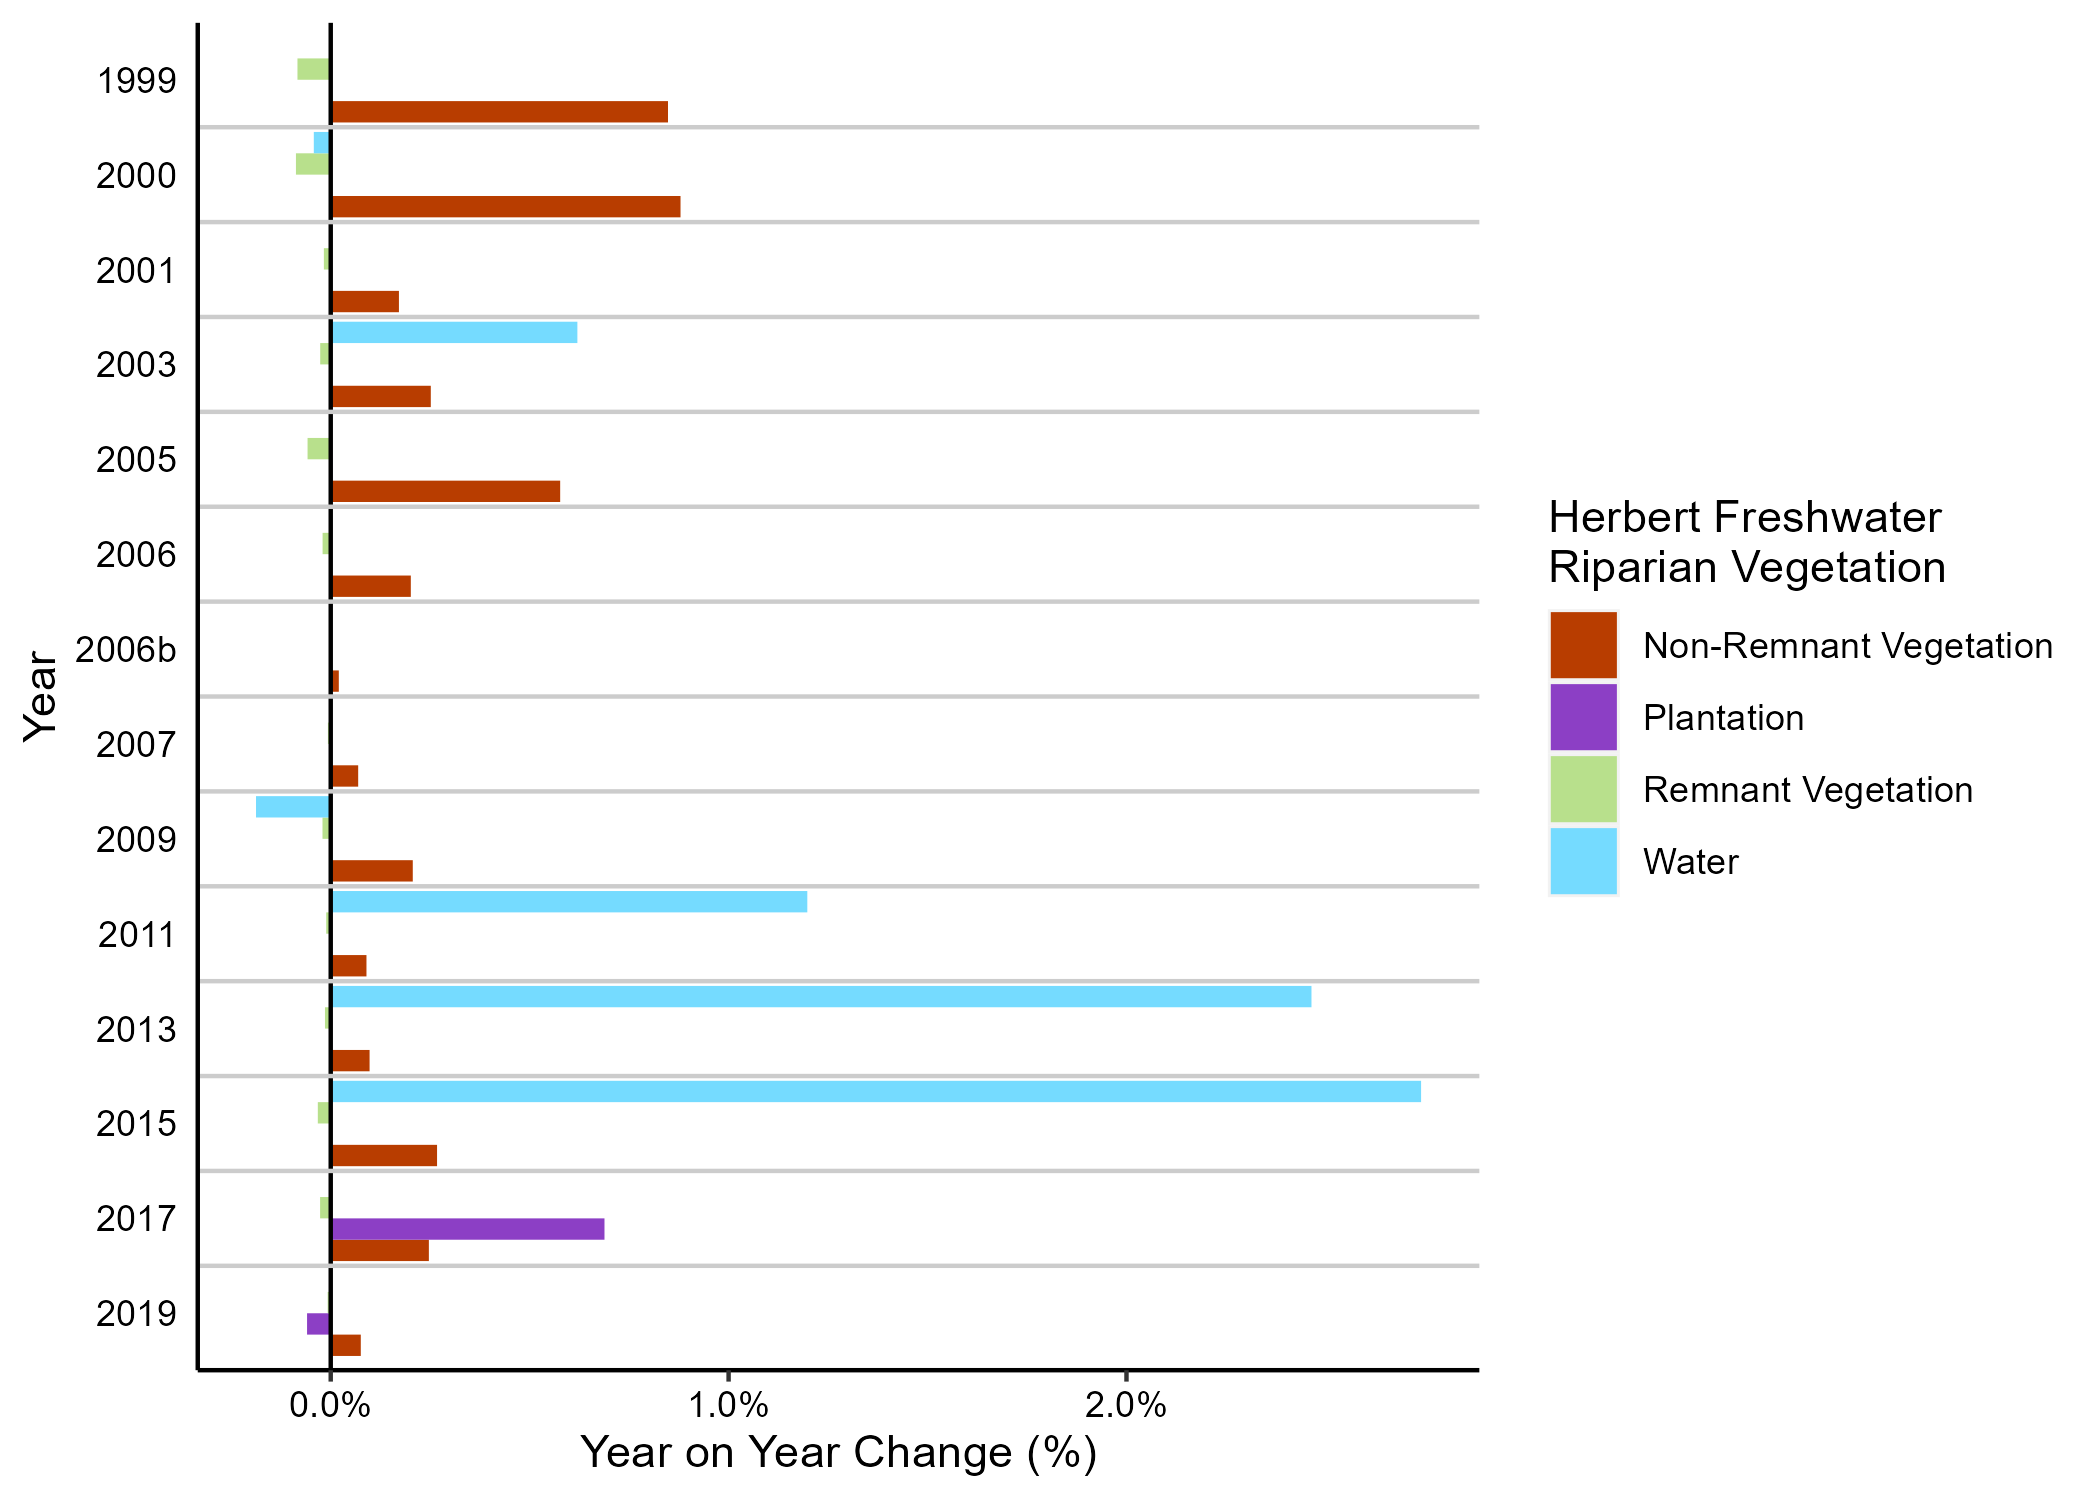 1999
2000
2001
2003
2005
2006
2006b
2007
2009
2011
2013
2015
2017
2019
Year
0.0%
1.0%
2.0%
Year on Year Change (%)
Herbert Freshwater
Riparian Vegetation
Non-Remnant Vegetation
Plantation
Remnant Vegetation
Water